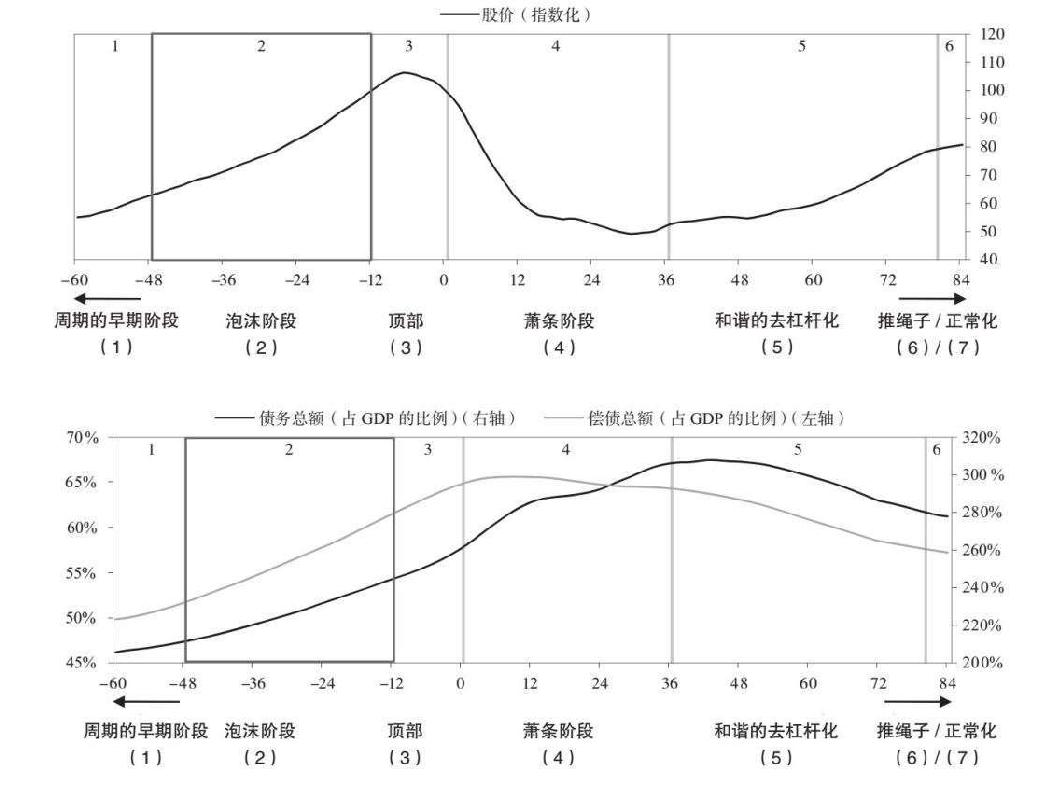 股价（指数化）
1 2 3 4 5 6
120
110
100
90
80
70
60
50
40
−60 −48 −36 −24 −12 0 12 24 36 48 60 72 84
周期的早期阶段 泡沫阶段 顶部 萧条阶段 和谐的去杠杆化 推绳子/正常化
（1） （2） （3） （4） （5） （6）/（7）
债务总额（占GDP的比例）（右轴） 偿债总额（占GDP的比例）（左轴）
1 2 3 4 5 6
70% 320%
300%
65%
280%
60%
260%
55%
240%
50%
220%
45% 200%
−60 −48 −36 −24 −12 0 12 24 36 48 60 72 84
周期的早期阶段 泡沫阶段 顶部 萧条阶段 和谐的去杠杆化 推绳子/正常化
（1） （2） （3） （4） （5） （6）/（7）